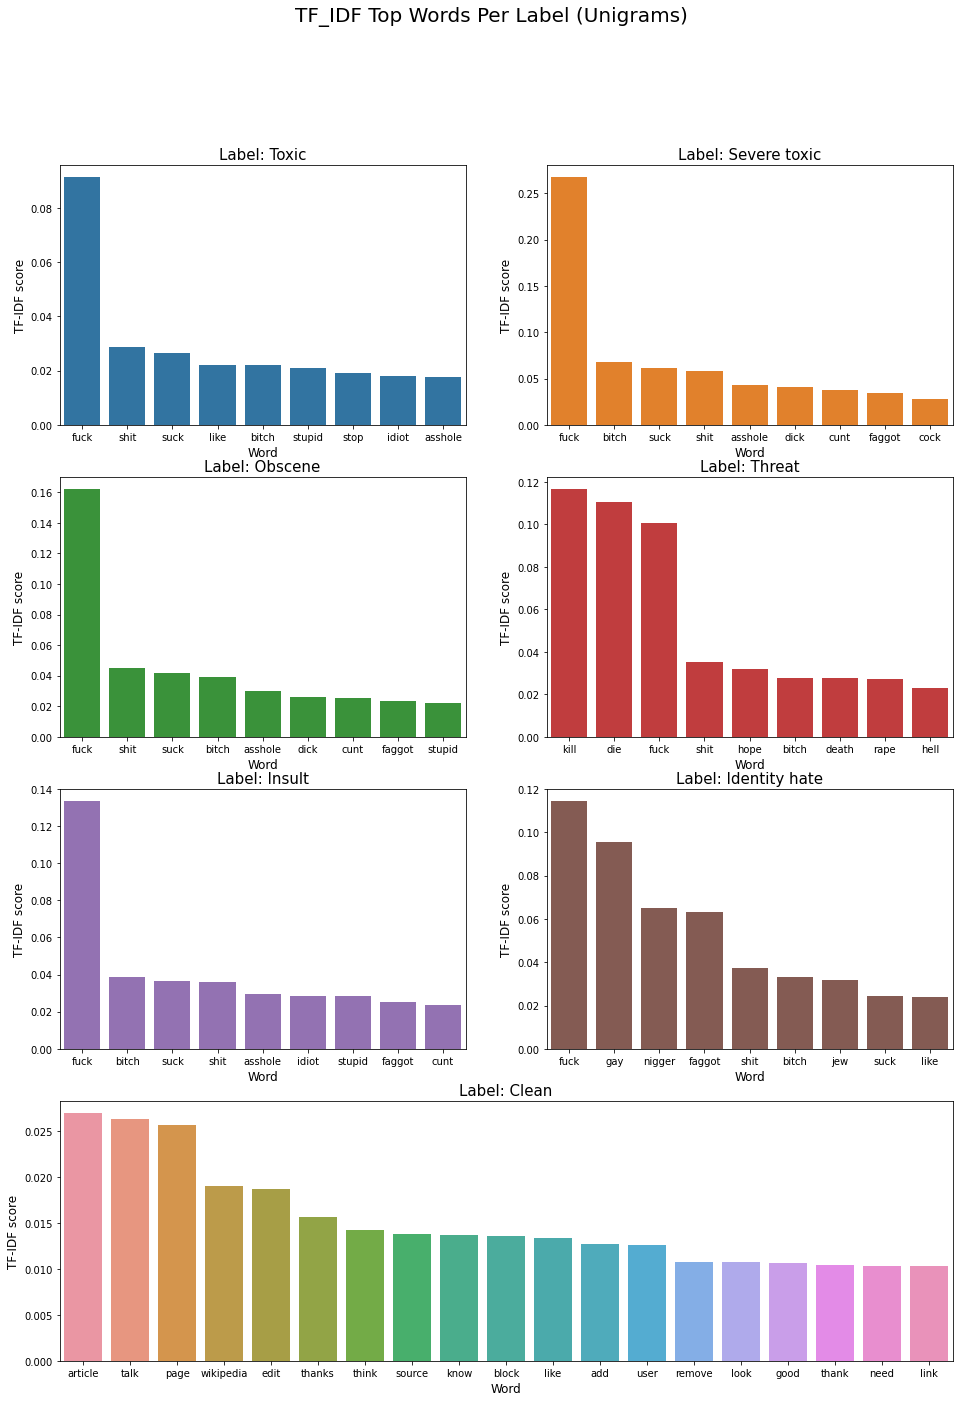 TF_IDF Top Words Per Label (Unigrams)
Label: Toxic
TF-IDF score
0.08
0.06
0.04
0.02
0.00
fuck shit suck like bitch stupid stop idiot asshole
Word
Label: Severe toxic
TF-IDF score
0.25
0.20
0.25
0.10
0.05
0.00
fuck bitch suck shit asshole dick cunt faggot cock
Word
Label: Obscene
TF-IDF score
0.16
0.14
0.12
0.10
0.08
0.06
0.04
0.02
0.00
fuck shit suck bitch asshole dick cunt faggot stupid
Word
Label: Threat
TF-IDF score
0.12
0.10
0.08
0.06
0.04
0.02
0.00
kill die fuck shit hope bitch death rape hell
Word
Label: Insult
TF-IDF score
0.14
0.12
0.10
0.08
0.06
0.04
0.02
0.00
fuck bitch suck shit asshole idiot stupid faggot cunt
Word
Label: Identity hate
TF-IDF score
0.12
0.10
0.08
0.06
0.04
0.02
0.00
fuck gay nigger faggot shit bitch jew suck like
Word
Label: Clean
TF-IDF score
0.025
0.020
0.015
0.010
0.005
0.000
article talk page wikipedia edit thanks think source know block like add user remove look good thank need link
Word